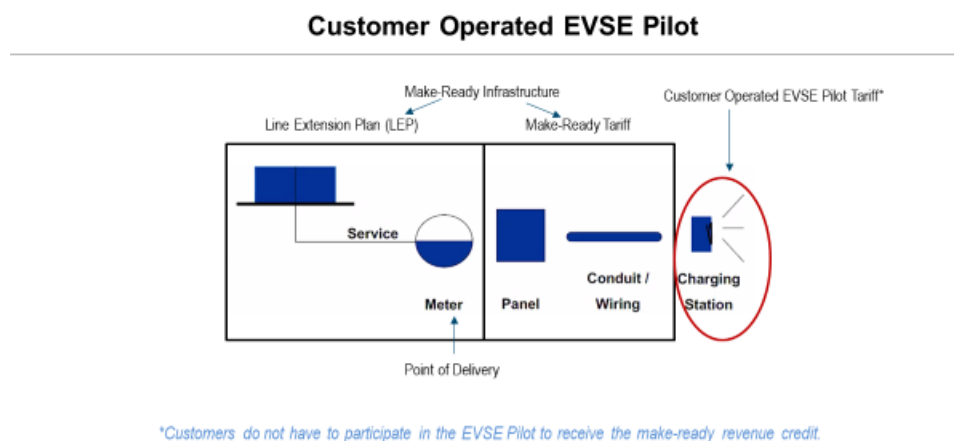 Customer Operated EVSE Pilot
Make-Ready Infrastructure
Customer Operated EVSE Pilot Tariff*
Line Extension Plan (LEP)
Make-Ready Tariff
Service
Conduit /
Charging
Meter
Panel
Wiring
Station
Point of Delivery
*Customers do not have to participate in the EVSE Pilot to receive the make-ready revenue credit.